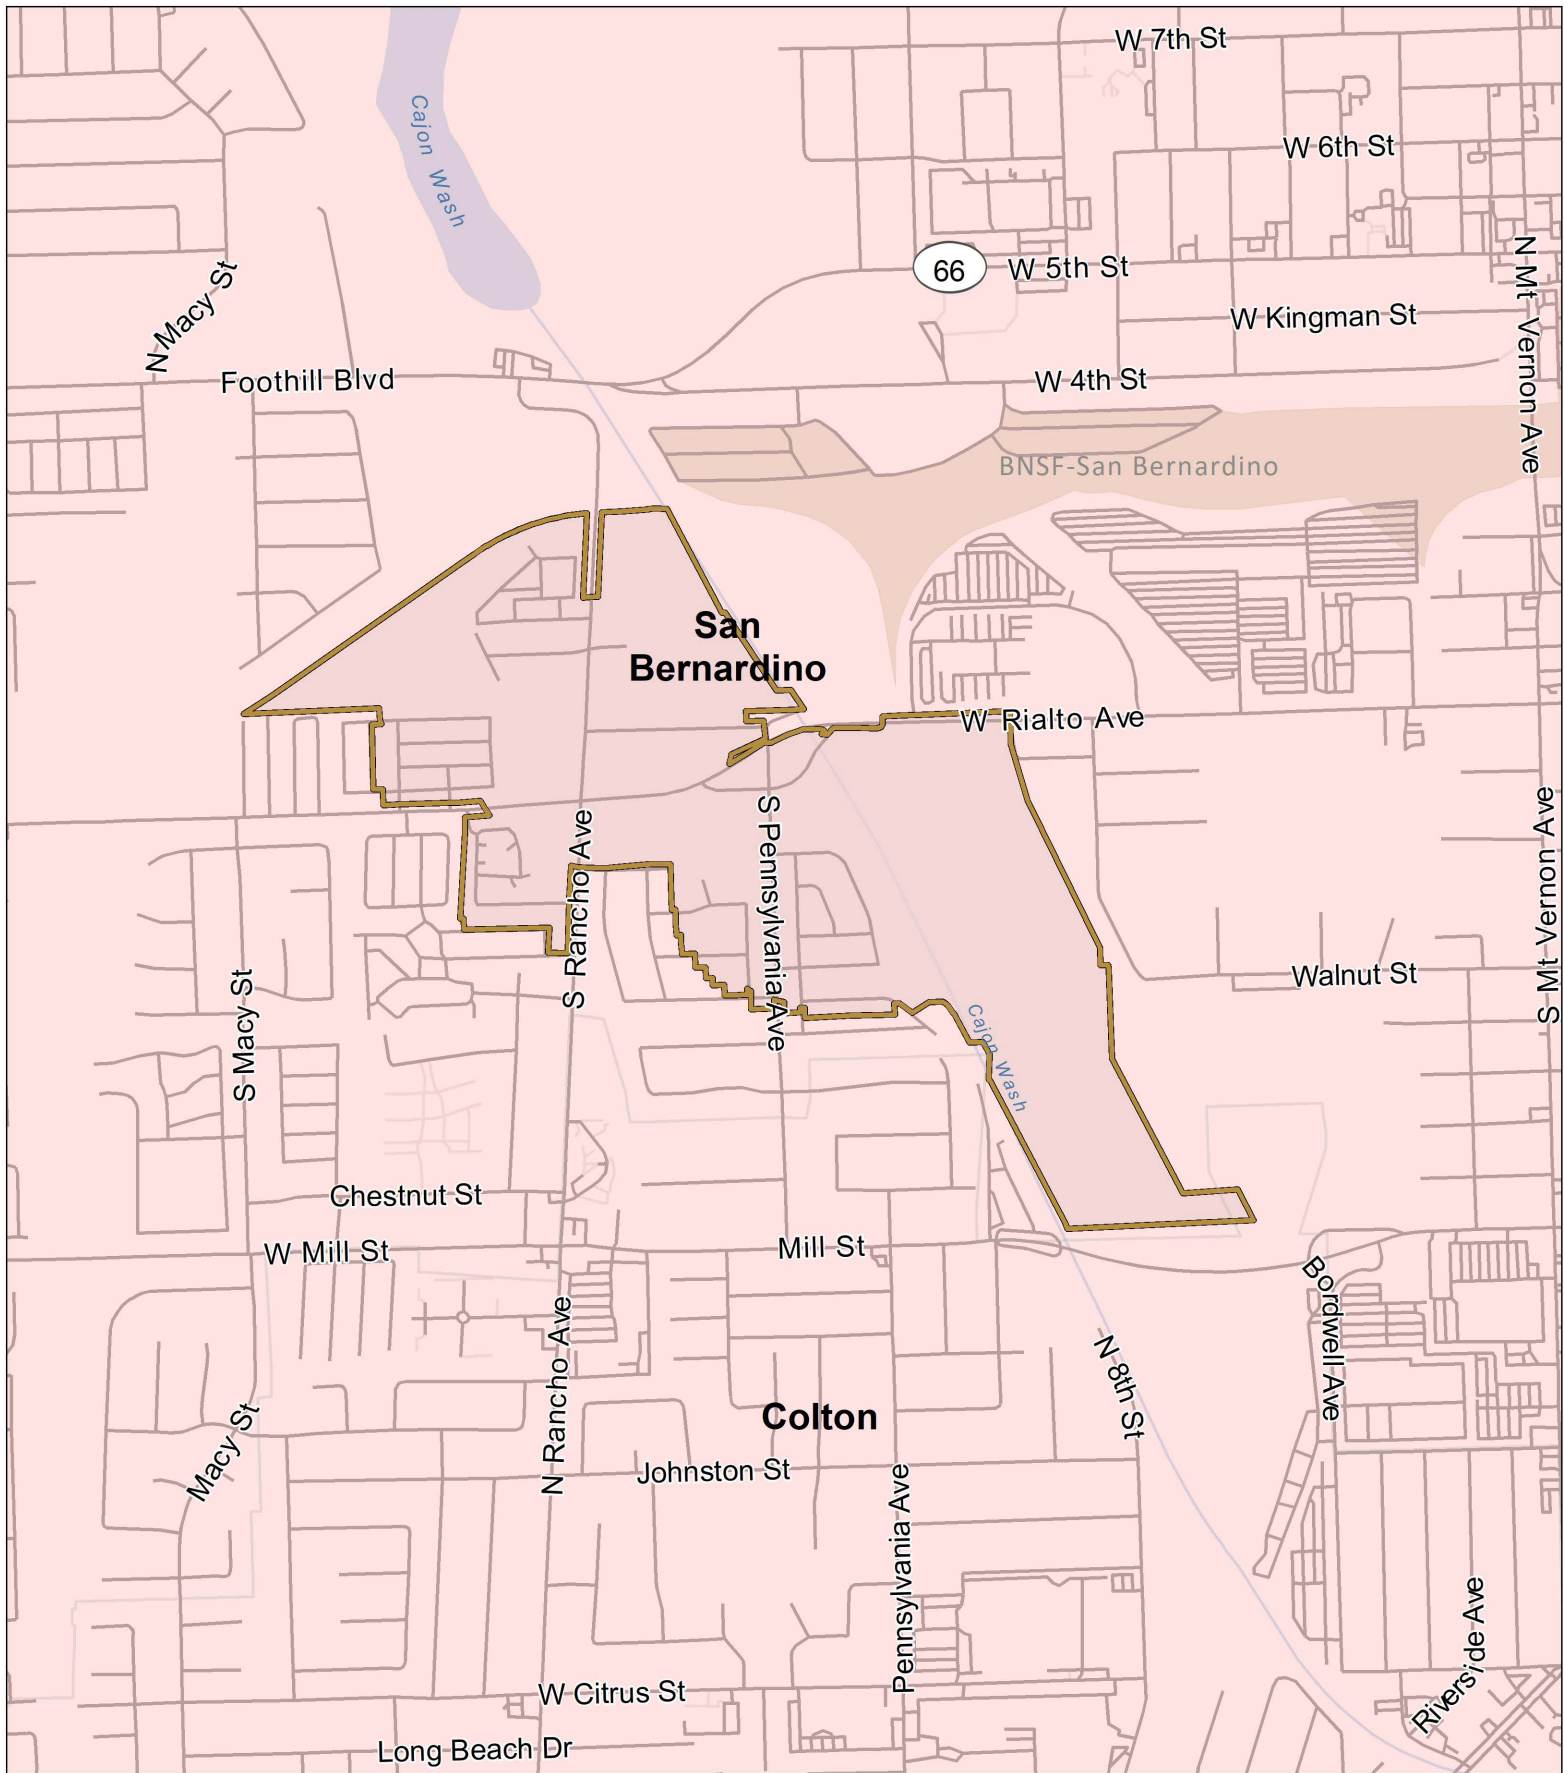 W 7th St
Cajon Wash
W 6th St
N Macy St
66
W 5th St
N Mt Vernon Ave
W Kingman St
Foothill Blvd
W 4th St
BNSF-San Bernardino
San
Bernardino
W Rialto Ave
S Pennsylvania Ave
S Rancho Ave
S Mt Vernon Ave
S Macy St
Walnut St
Cajon Wash
Chestnut St
W Mill St
Mill St
Bordwell Ave
N Rancho Ave
N 8th St
Macy St
Colton
Johnston St
Pennsylvania Ave
Riverside Ave
W Citrus St
Long Beach Dr